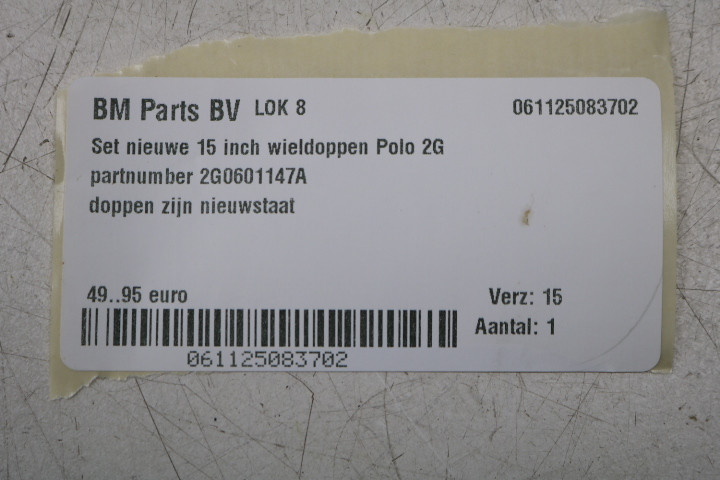 BM Parts BV LOK 8 061125083702
Set nieuwe 15 inch wieldoppen Polo 2G
partnumber 2G0601147A
doppen zijn nieuwstaat
49..95 euro Verz: 15
Aantal: 1
061125083702